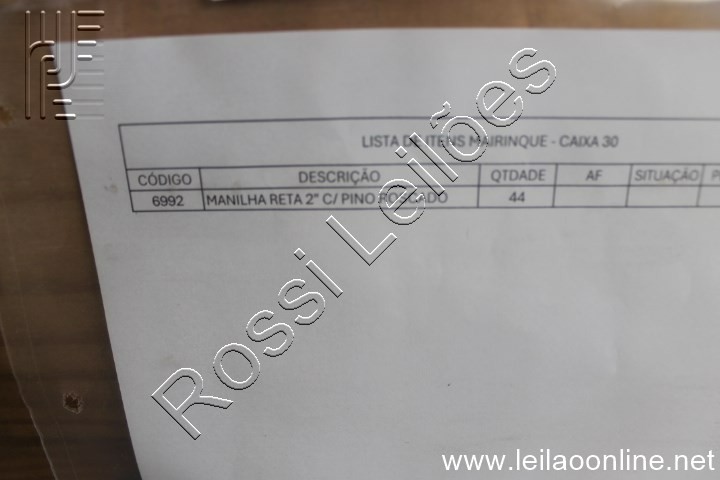 LISTA DE ITENS MAIRINQUE - CAIXA 30
CÓDIGO DESCRIÇÃO QTDADE AF SITUAÇÃO
6992 MANILHA RETA 2" C/ PINO ROSCADO 44
Rossi Leilões
www.leilaoonline.net